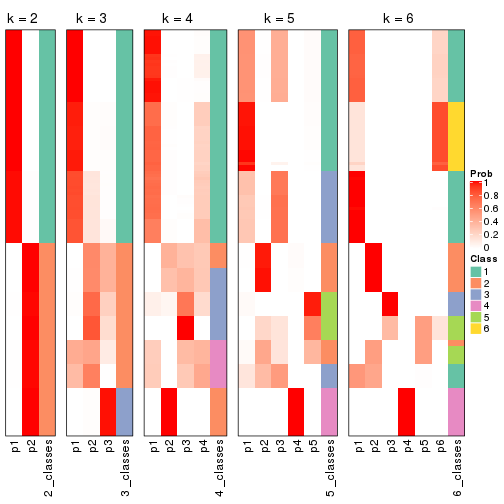 k = 2
k = 3
k = 4
k = 5
k = 6
p1
p2
2_classes
p1
p2
p3
3_classes
p1
p2
p3
p4
4_classes
p1
p2
p3
p4
p5
5_classes
p1
p2
p3
p4
p5
p6
6_classes
Prob
1
0.8
0.6
0.4
0.2
0
Class
1
2
3
4
5
6